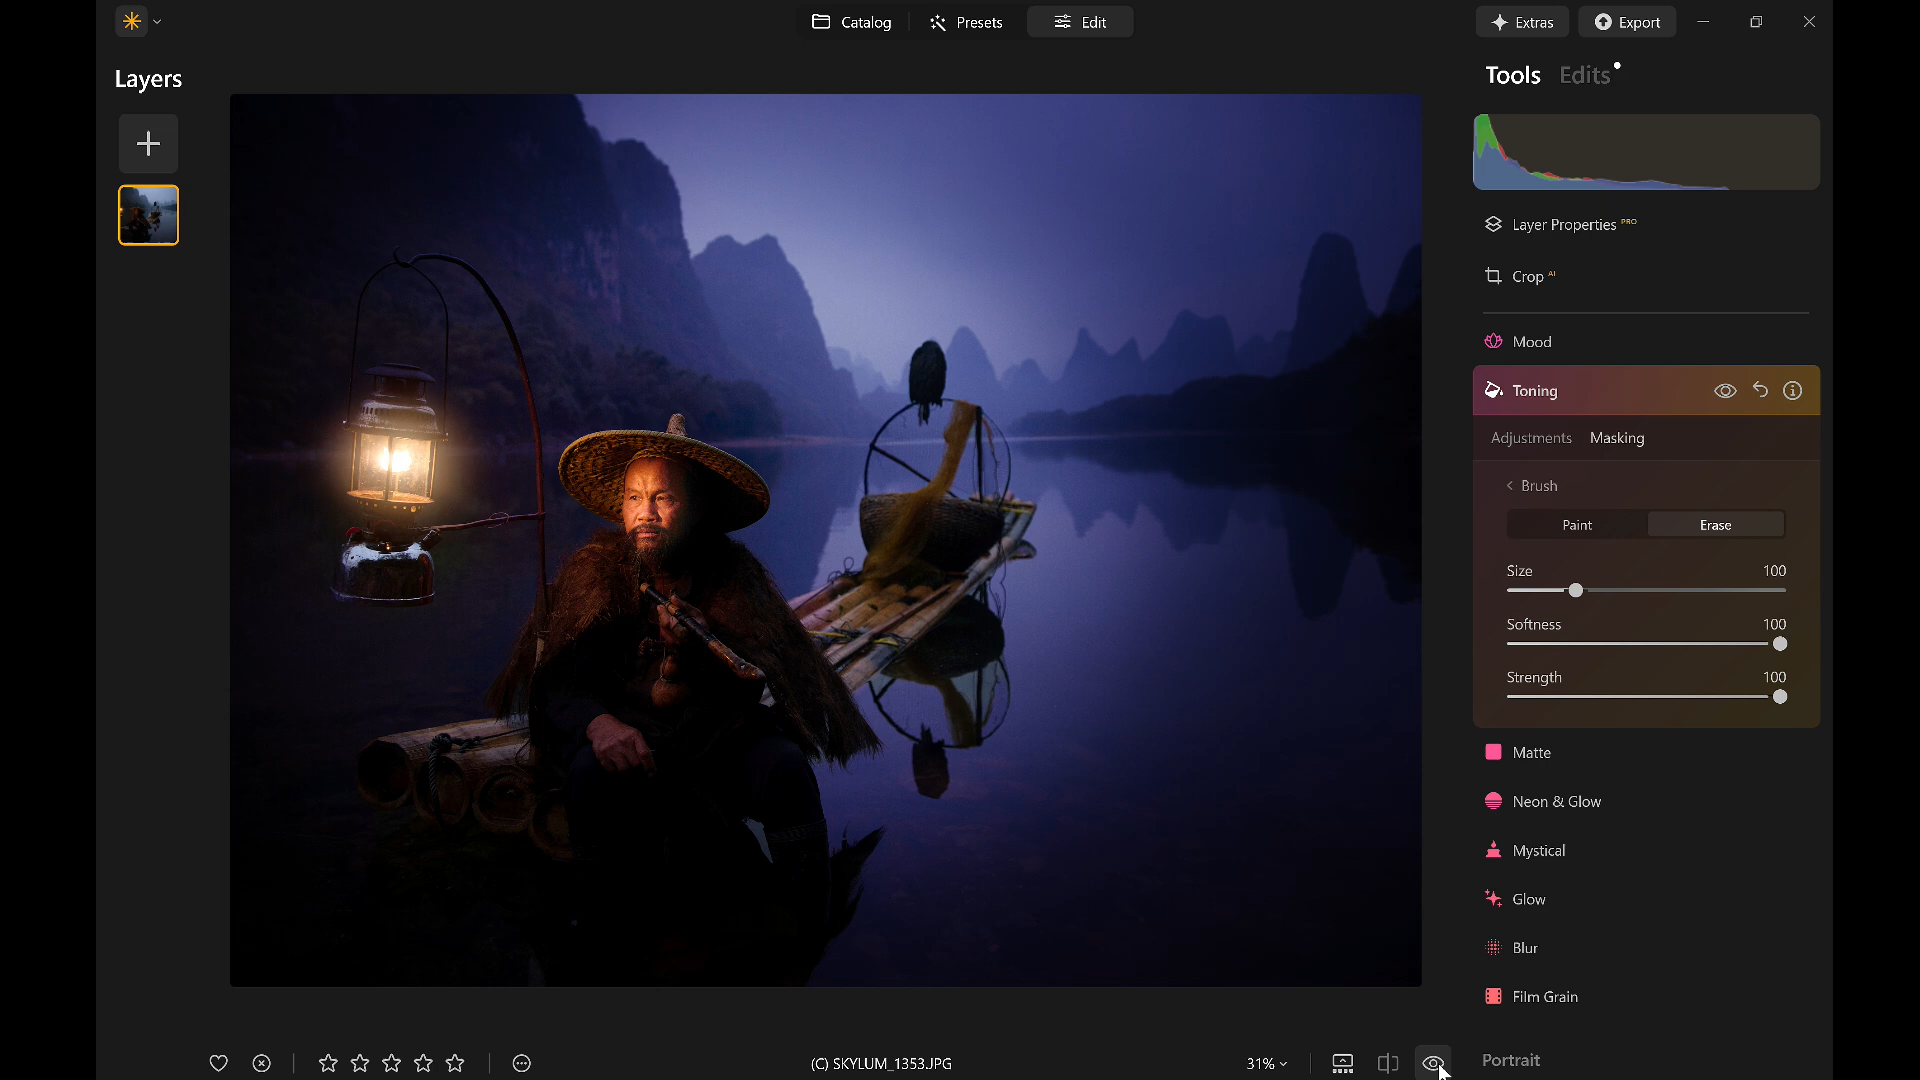 Catalog
Presets
Edit
Extras
Export
Layers
Tools Edits
Layer Properties PRO
Crop AI
Mood
Toning
Adjustments Masking
Brush
Paint Erase
Size 100
Softness 100
Strength 100
Matte
Neon & Glow
Mystical
Glow
Blur
Film Grain
Portrait
(C) SKYLUM_1353.JPG
31%